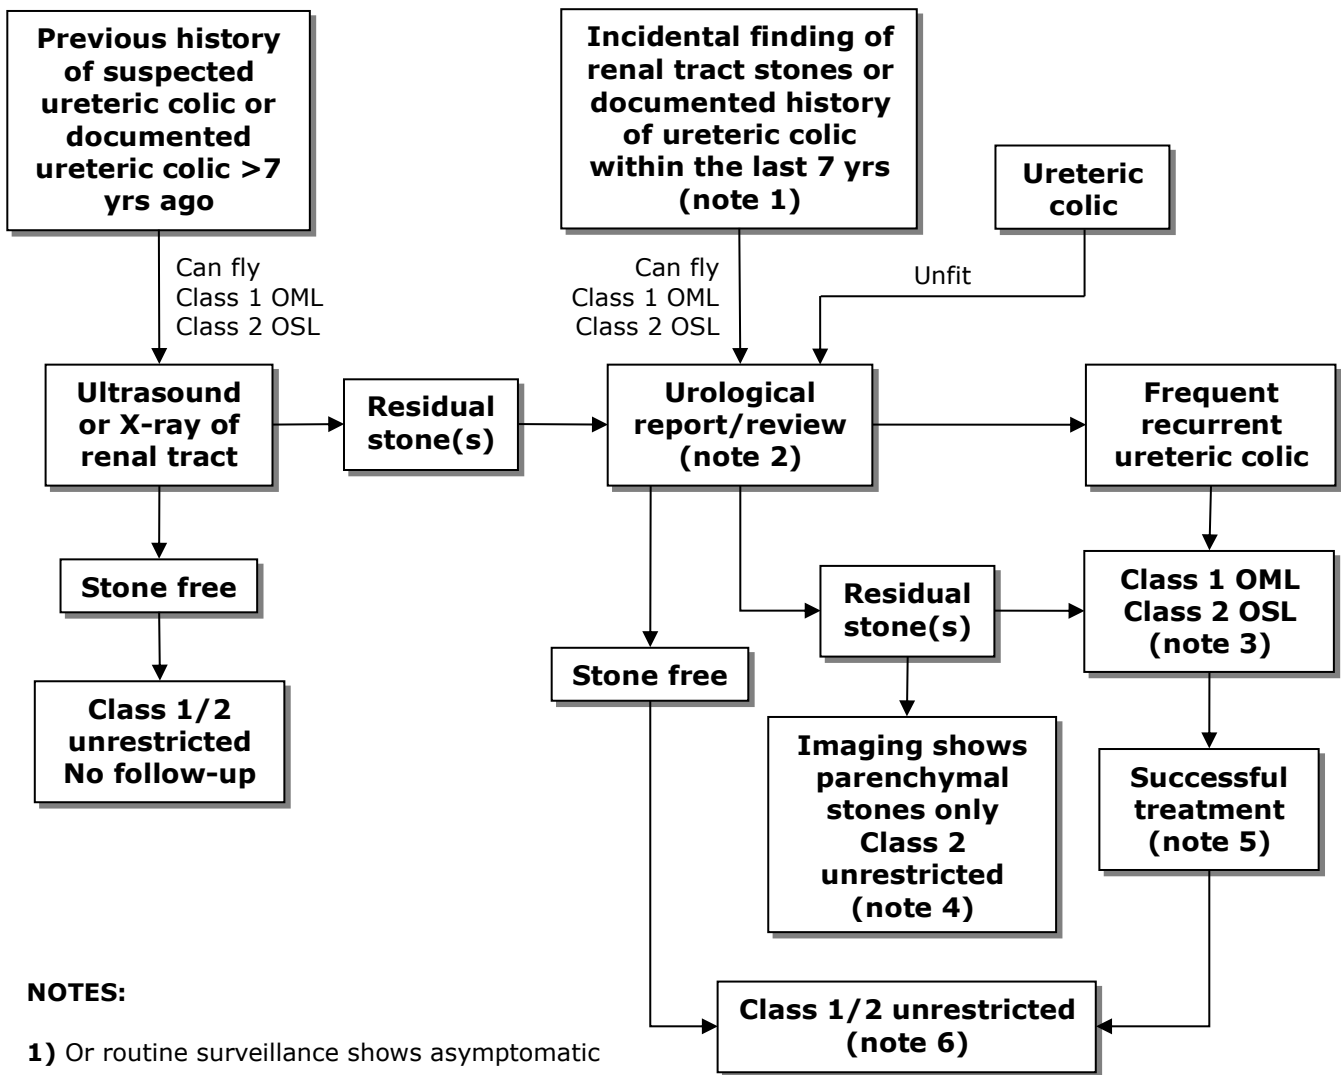 Previous history
of suspected
ureteric colic or
documented
ureteric colic >7
yrs ago
Incidental finding of
renal tract stones or
documented history
of ureteric colic
within the last 7 yrs
(note 1)
Ureteric
colic
Can fly
Class 1 OML
Class 2 OSL
Can fly
Class 1 OML
Class 2 OSL
Unfit
Ultrasound
or X-ray of
renal tract
Residual
stone(s)
Urological
report/review
(note 2)
Frequent
recurrent
ureteric colic
Stone free
Class 1/2
unrestricted
No follow-up
Stone free
Residual
stone(s)
Class 1 OML
Class 2 OSL
(note 3)
Imaging shows
parenchymal
stones only
Class 2
unrestricted
(note 4)
Successful
treatment
(note 5)
Class 1/2 unrestricted
(note 6)
NOTES:
1) Or routine surveillance shows asymptomatic